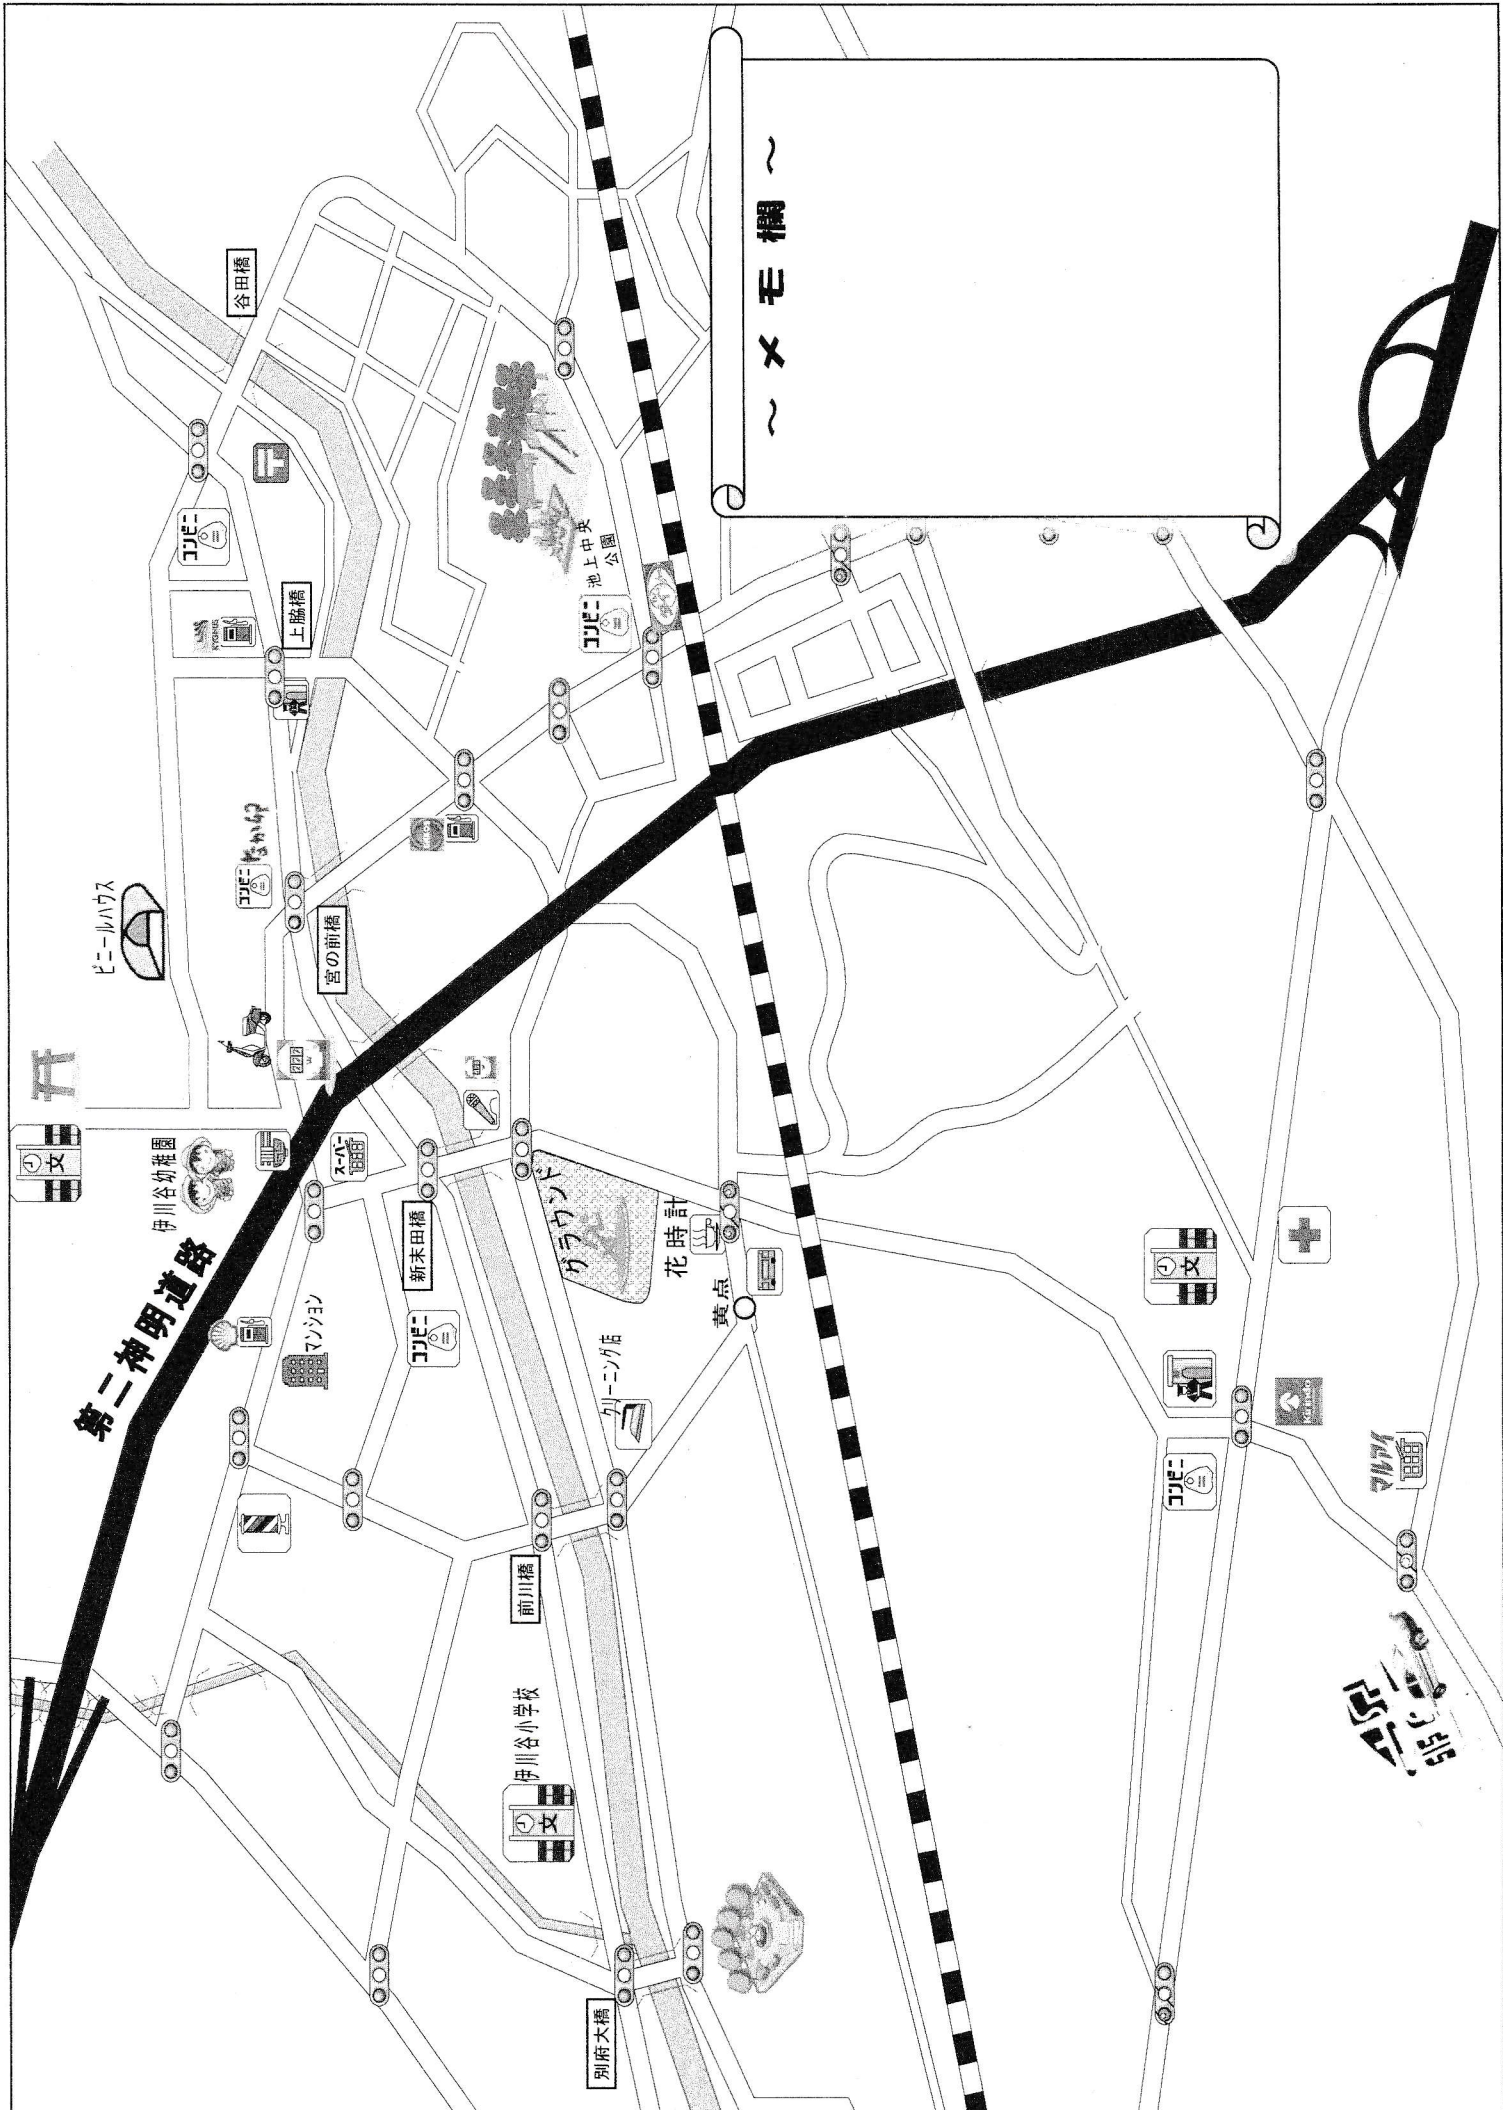 ～ メモ欄 ～
谷田橋
コンビニ
上脇橋
池上中央
公園
コンビニ
コンビニ
ビニールハウス
宮の前橋
文
伊川谷幼稚園
スーパー
新末田橋
グラウンド
花時計
黄点
第二神明道路
マンション
コンビニ
クリーニング店
前川橋
伊川谷小学校
文
別府大橋
文
コンビニ
マルアイ